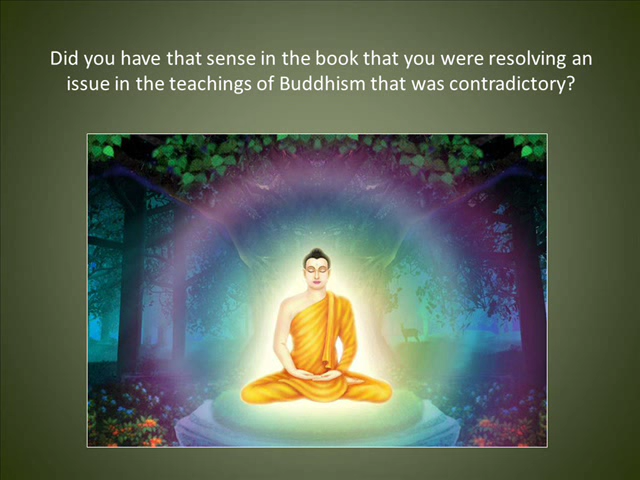 Did you have that sense in the book that you were resolving an
issue in the teachings of Buddhism that was contradictory?